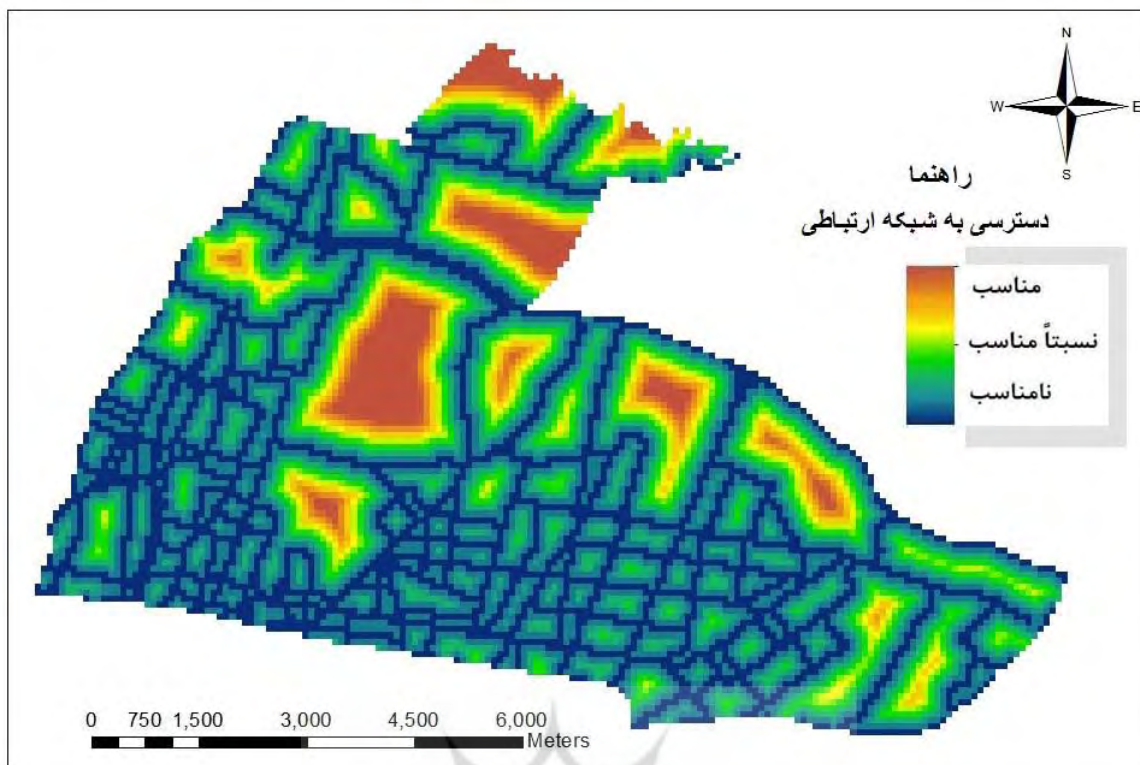 N
W E
S
راهنما
دسترسی به شبکه ارتباطی
مناسب
نسبتاً مناسب
نامناسب
0 750 1,500 3,000 4,500 6,000
Meters